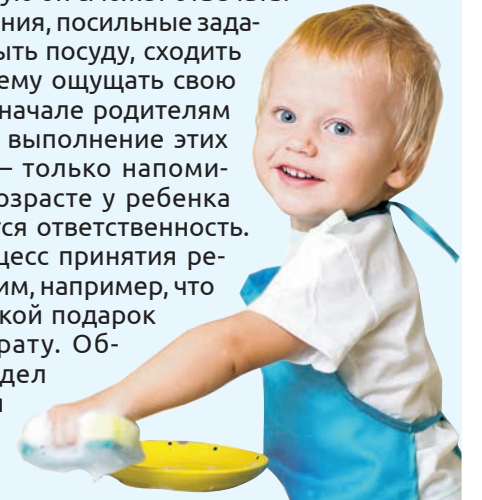 ния, посильные зада-
ыть посуду, сходить
ему ощущать свою
начале родителям
выполнение этих
– только напоми-
озрасте у ребенка
ся ответственность.
цесс принятия ре-
им, например, что
кой подарок
рату. Об-
дел